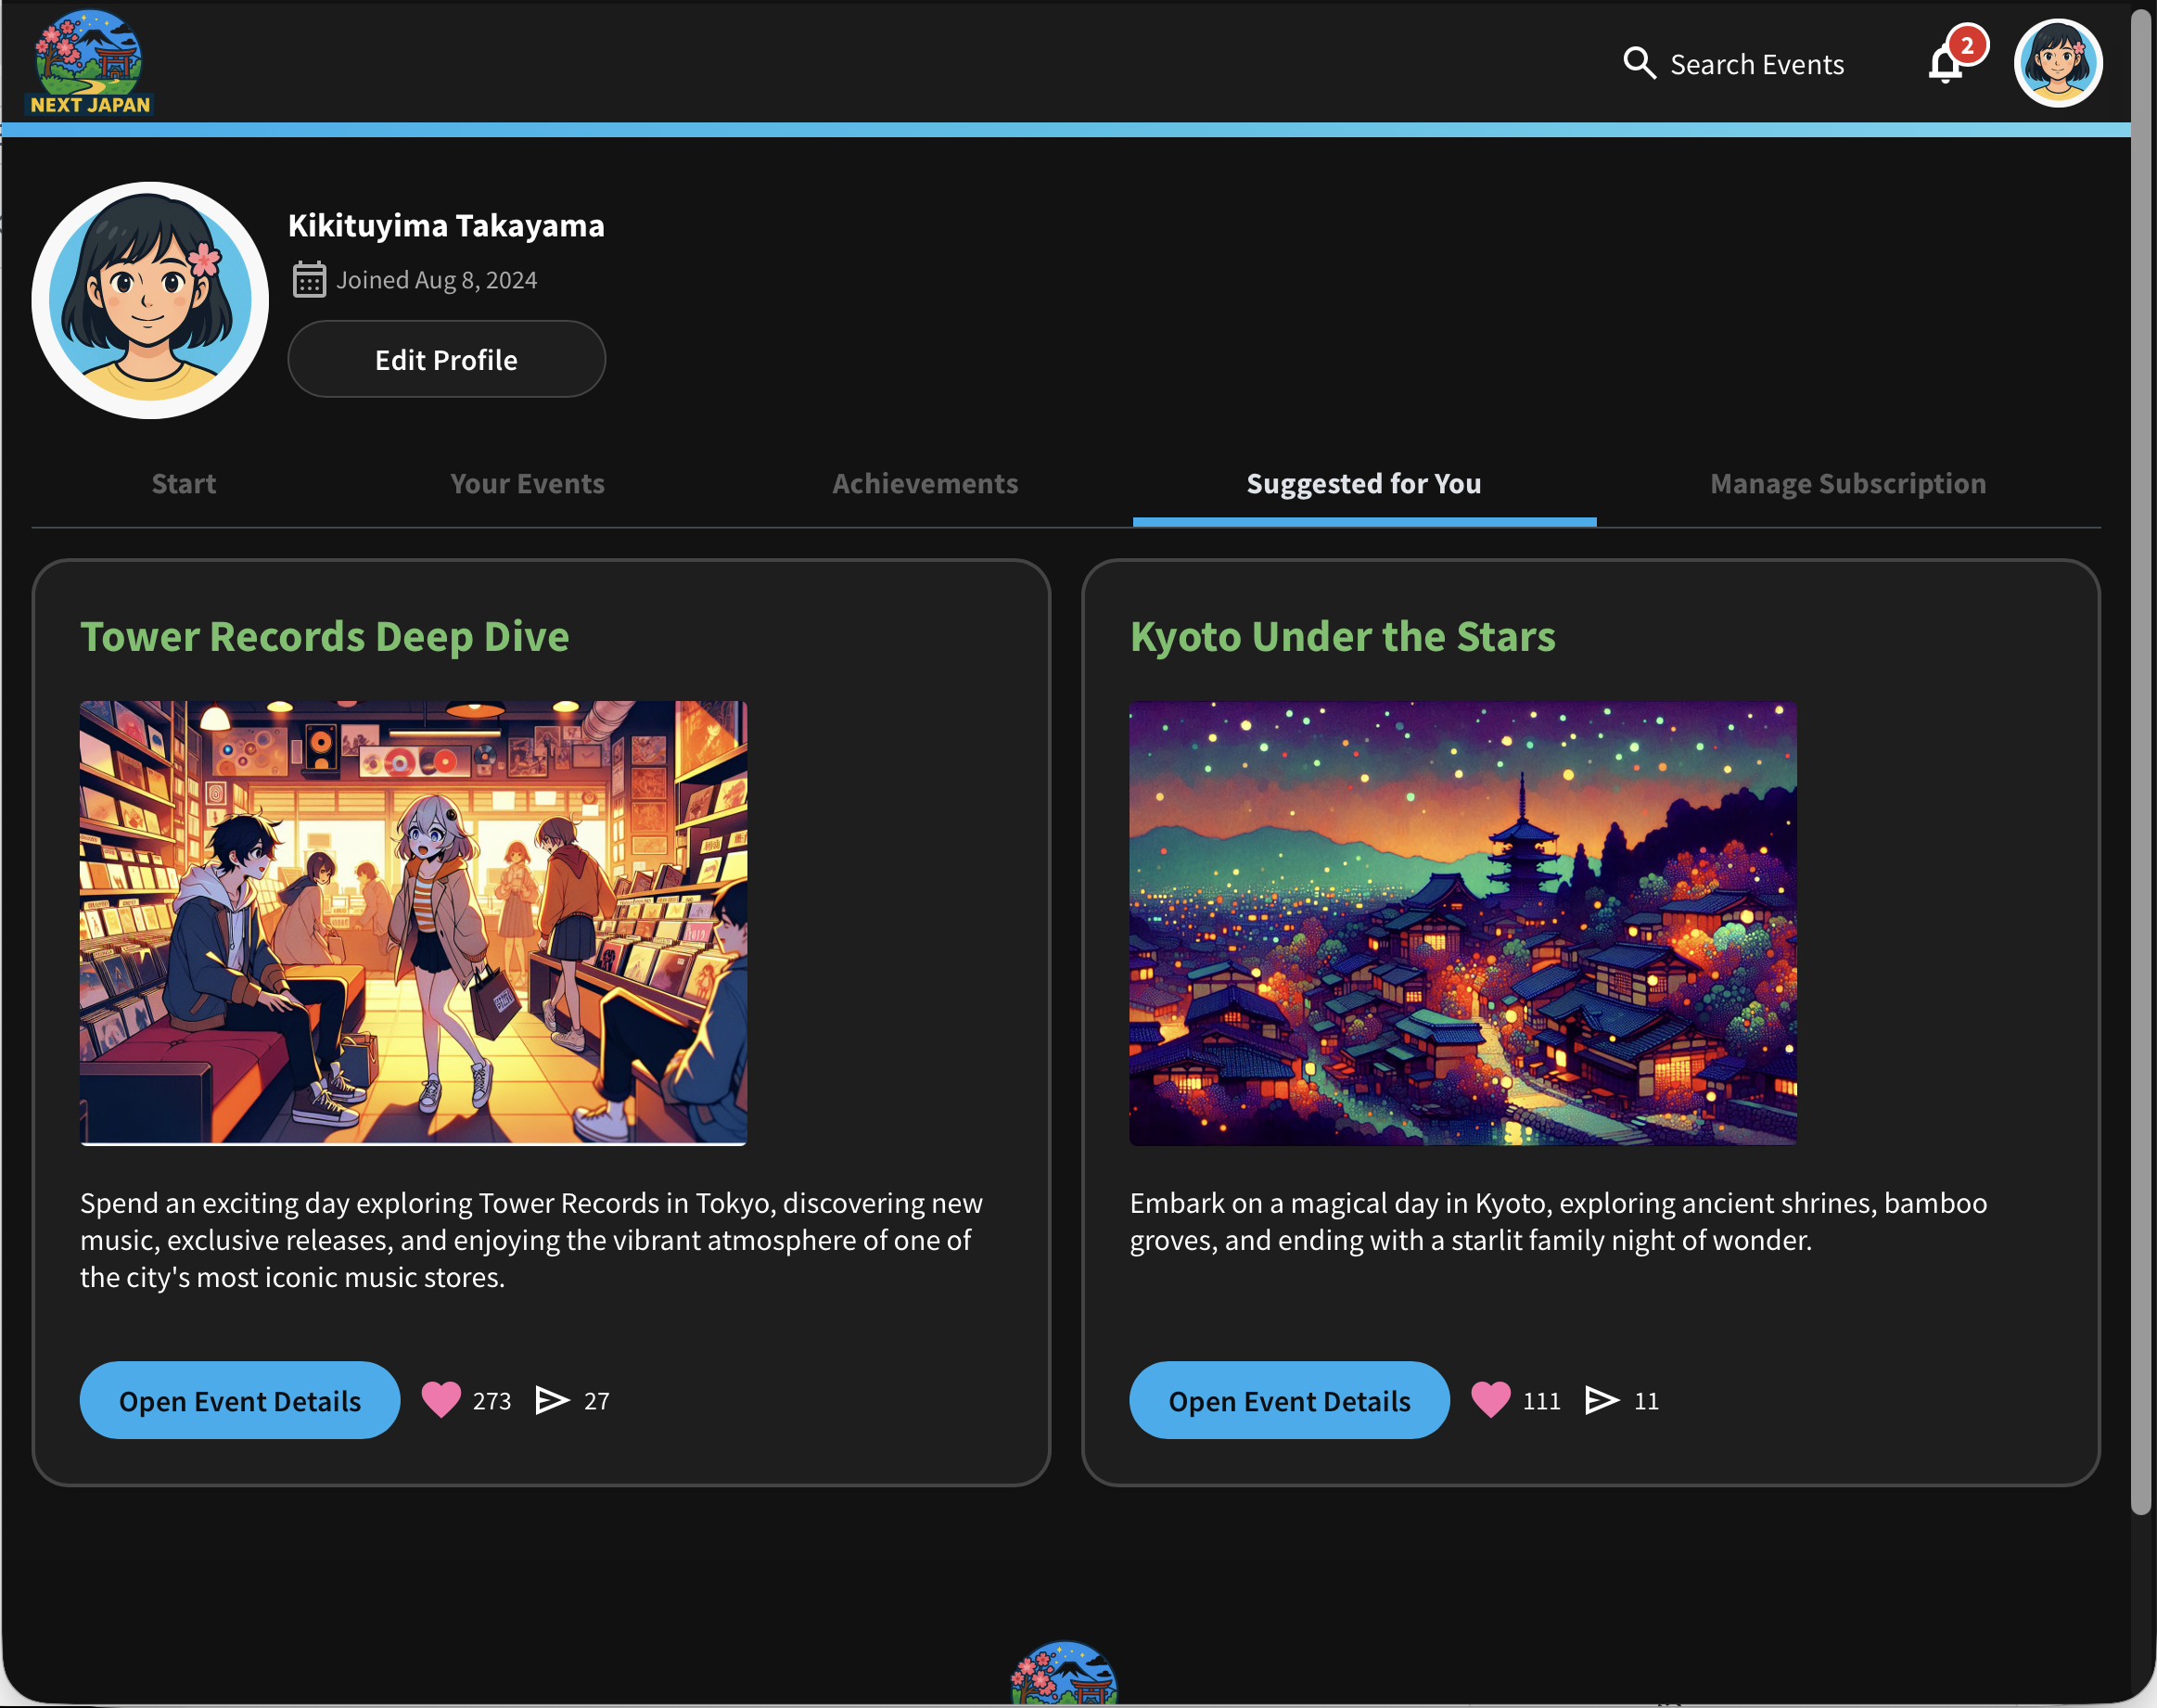 NEXT JAPAN
Search Events
2
Kikituyima Takayama
Joined Aug 8, 2024
Edit Profile
Start
Your Events
Achievements
Suggested for You
Manage Subscription
Tower Records Deep Dive
Spend an exciting day exploring Tower Records in Tokyo, discovering new
music, exclusive releases, and enjoying the vibrant atmosphere of one of
the city's most iconic music stores.
Open Event Details
273
27
Kyoto Under the Stars
Embark on a magical day in Kyoto, exploring ancient shrines, bamboo
groves, and ending with a starlit family night of wonder.
Open Event Details
111
11